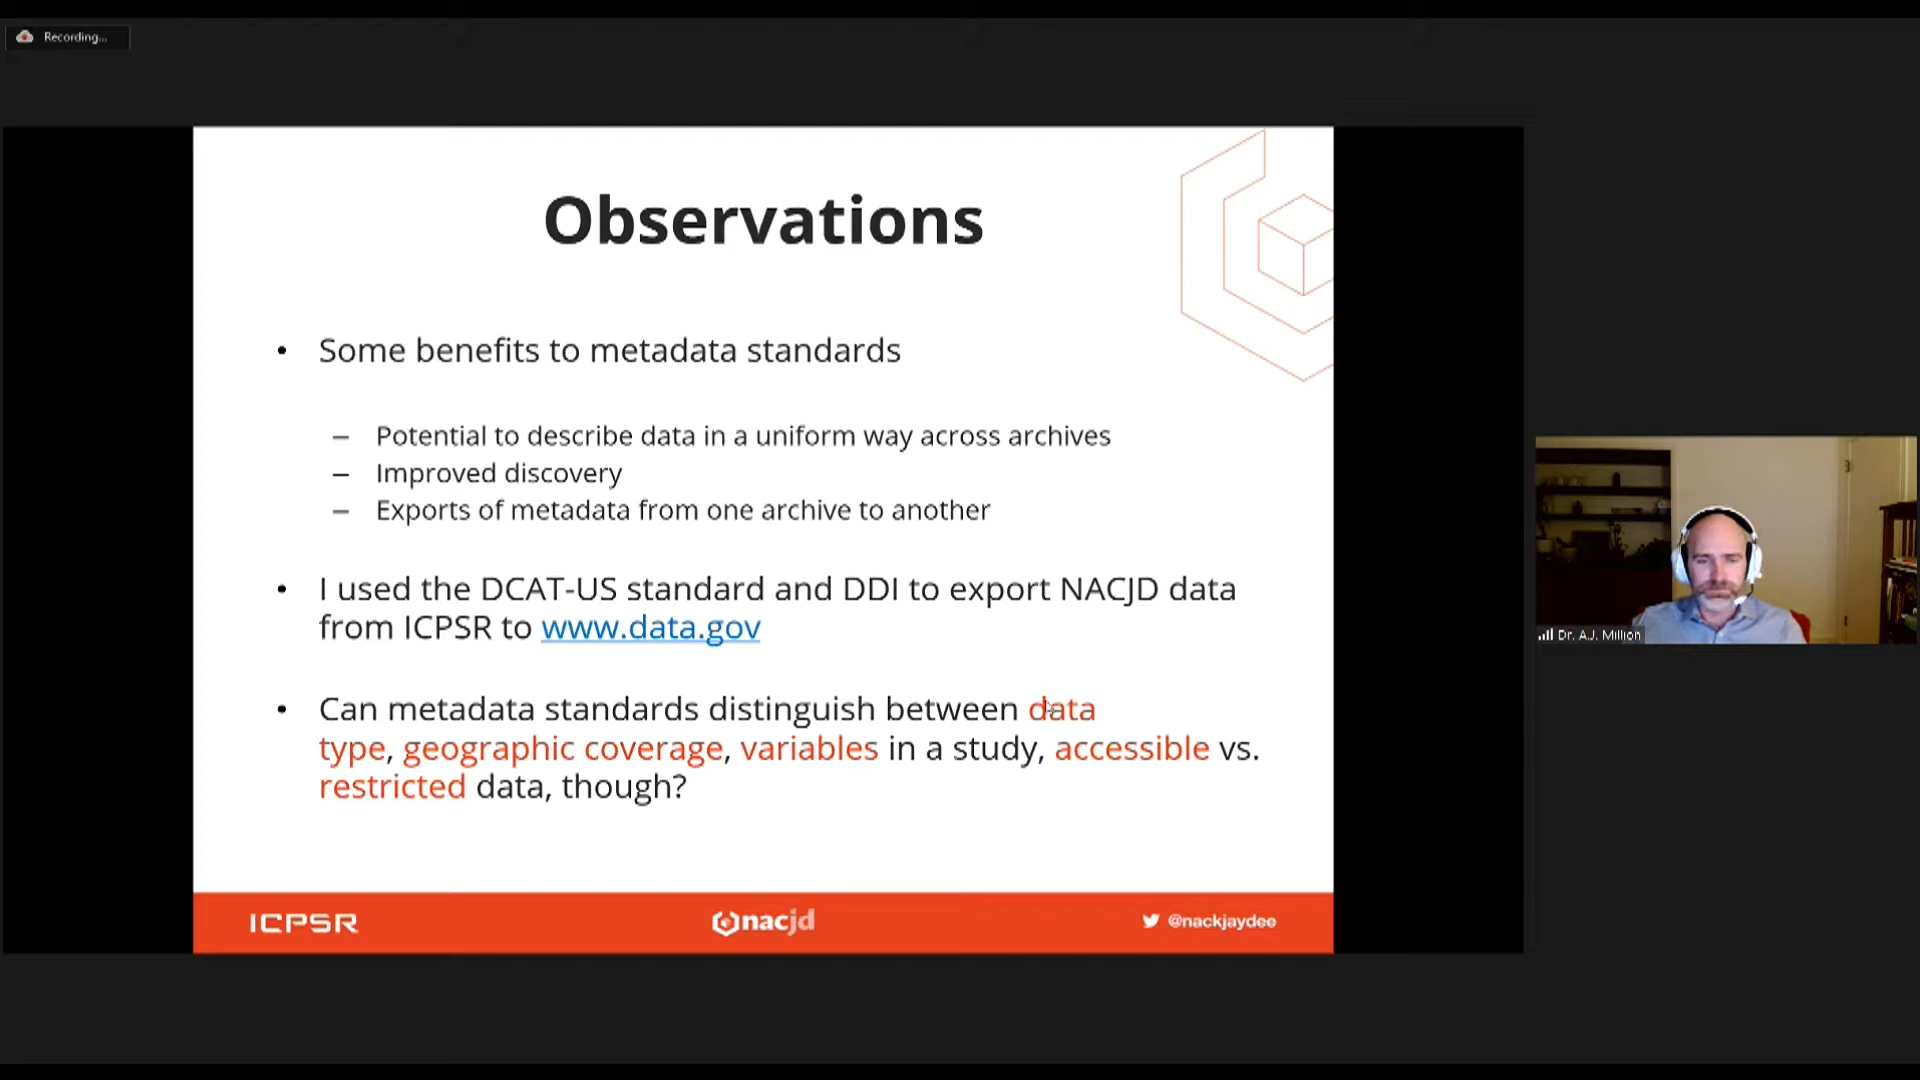 Recording...
Observations
• Some benefits to metadata standards
– Potential to describe data in a uniform way across archives
– Improved discovery
– Exports of metadata from one archive to another
• I used the DCAT-US standard and DDI to export NACJD data
from ICPSR to www.data.gov
• Can metadata standards distinguish between data
type, geographic coverage, variables in a study, accessible vs.
restricted data, though?
ICPSR
nacjd
@nackjaydee
Dr. A.J. Million